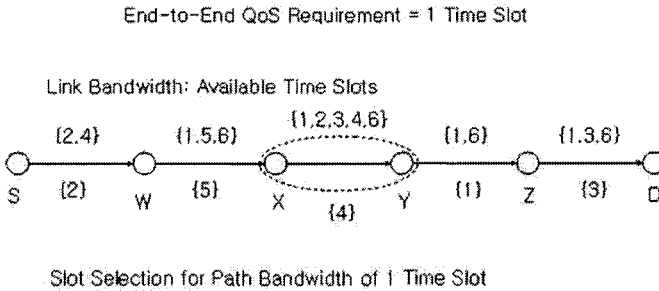 End-to-End QoS Requirement = 1 Time Slot
Link Bandwidth: Available Time Slots
{2,4} {1,5,6} {1,2,3,4,6} {1,6} {1,3,6}
{2} {5} {4} {1} {3}
S W X Y Z D
Slot Selection for Path Bandwidth of 1 Time Slot